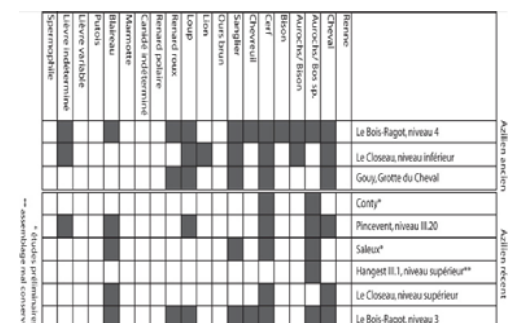 Renne
Cheval
Aurochs/ Bos sp.
Aurochs/ Bison
Bison
Cerf
Chevreuil
Sanglier
Ours brun
Lion
Loup
Renard roux
Renard polaire
Canidé indéterminé
Marmotte
Blaireau
Putois
Lièvre variable
Lièvre indéterminé
Spermophile
Azilien ancien
Le Bois-Ragot, niveau 4
Le Closeau, niveau inférieur
Gouy, Grotte du Cheval
Azilien récent
Conty*
Pincevent, niveau III.20
Saleux*
Hangest III.1, niveau supérieur**
Le Closeau, niveau supérieur
Le Bois-Ragot, niveau 3
* études préliminaires
** assemblage mal conserv